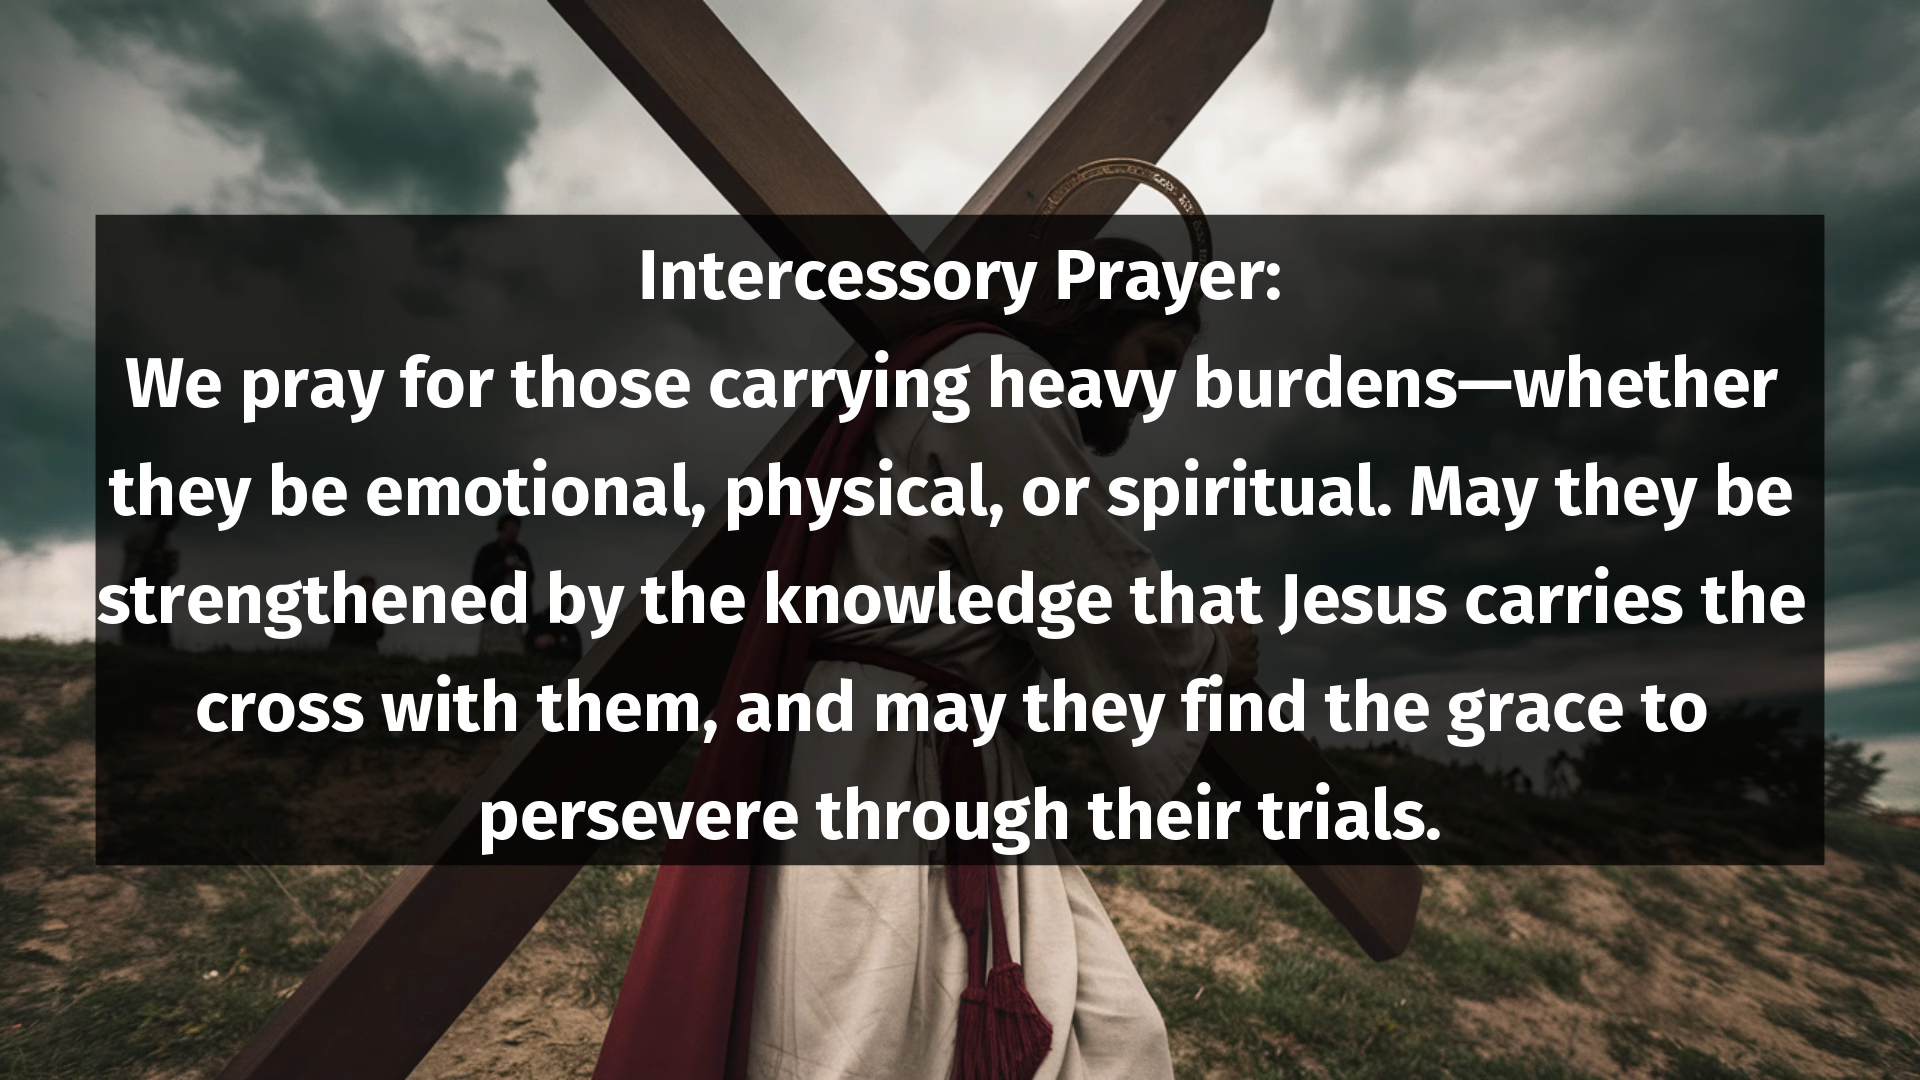 Intercessory Prayer:
We pray for those carrying heavy burdens—whether
they be emotional, physical, or spiritual. May they be
strengthened by the knowledge that Jesus carries the
cross with them, and may they find the grace to
persevere through their trials.